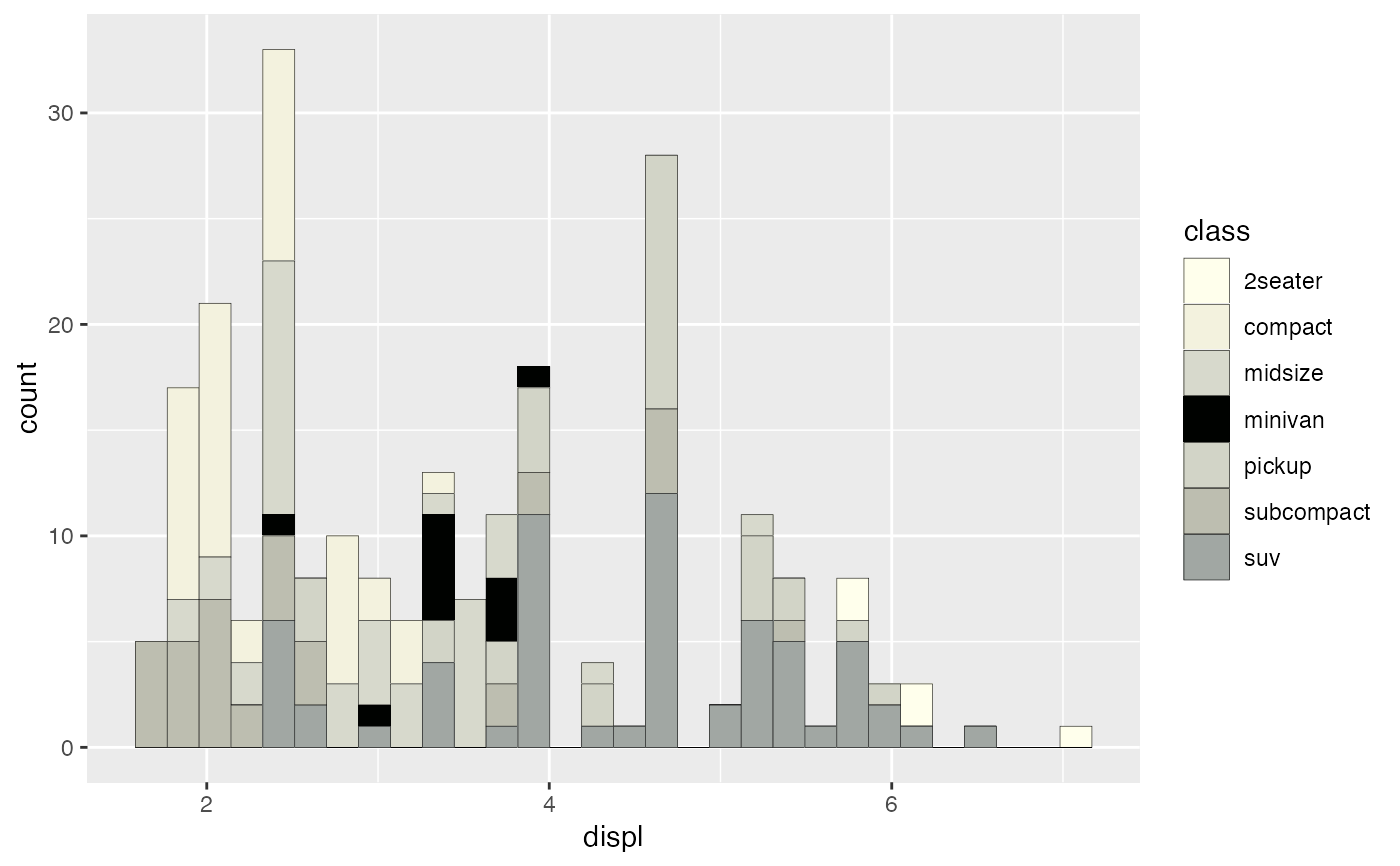 30
20
10
0
count
2 4 6
displ
class
2seater
compact
midsize
minivan
pickup
subcompact
suv